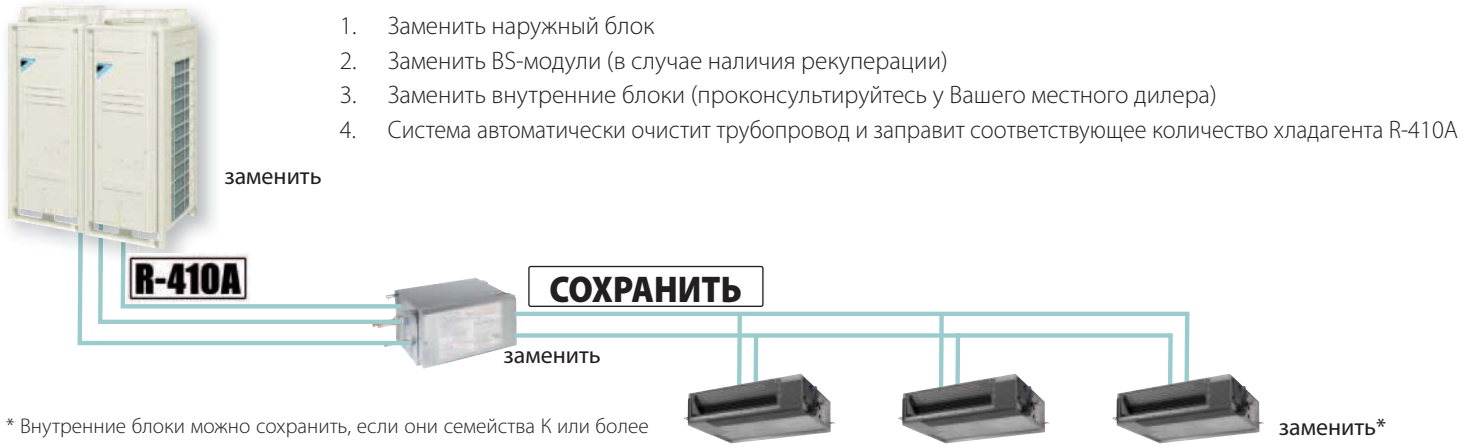 1. Заменить наружный блок
2. Заменить BS-модули (в случае наличия рекуперации)
3. Заменить внутренние блоки (проконсультируйтесь у Вашего местного дилера)
4. Система автоматически очистит трубопровод и заправит соответствующее количество хладагента R-410A
заменить
R-410A
СОХРАНИТЬ
заменить
* Внутренние блоки можно сохранить, если они семейства К или более
заменить*